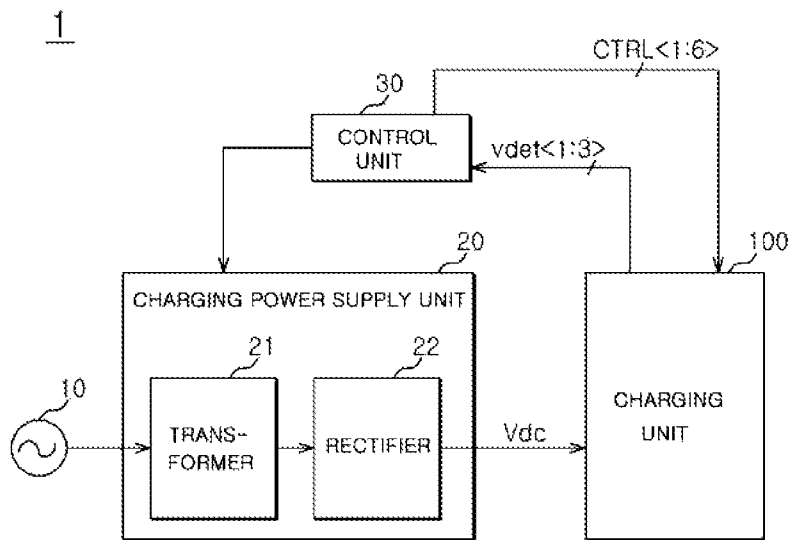 1
CTRL<1:6>
30
CONTROL
UNIT
vdet<1:3>
20
100
CHARGING POWER SUPPLY UNIT
21
22
10
TRANS-
FORMER
RECTIFIER
Vdc
CHARGING
UNIT